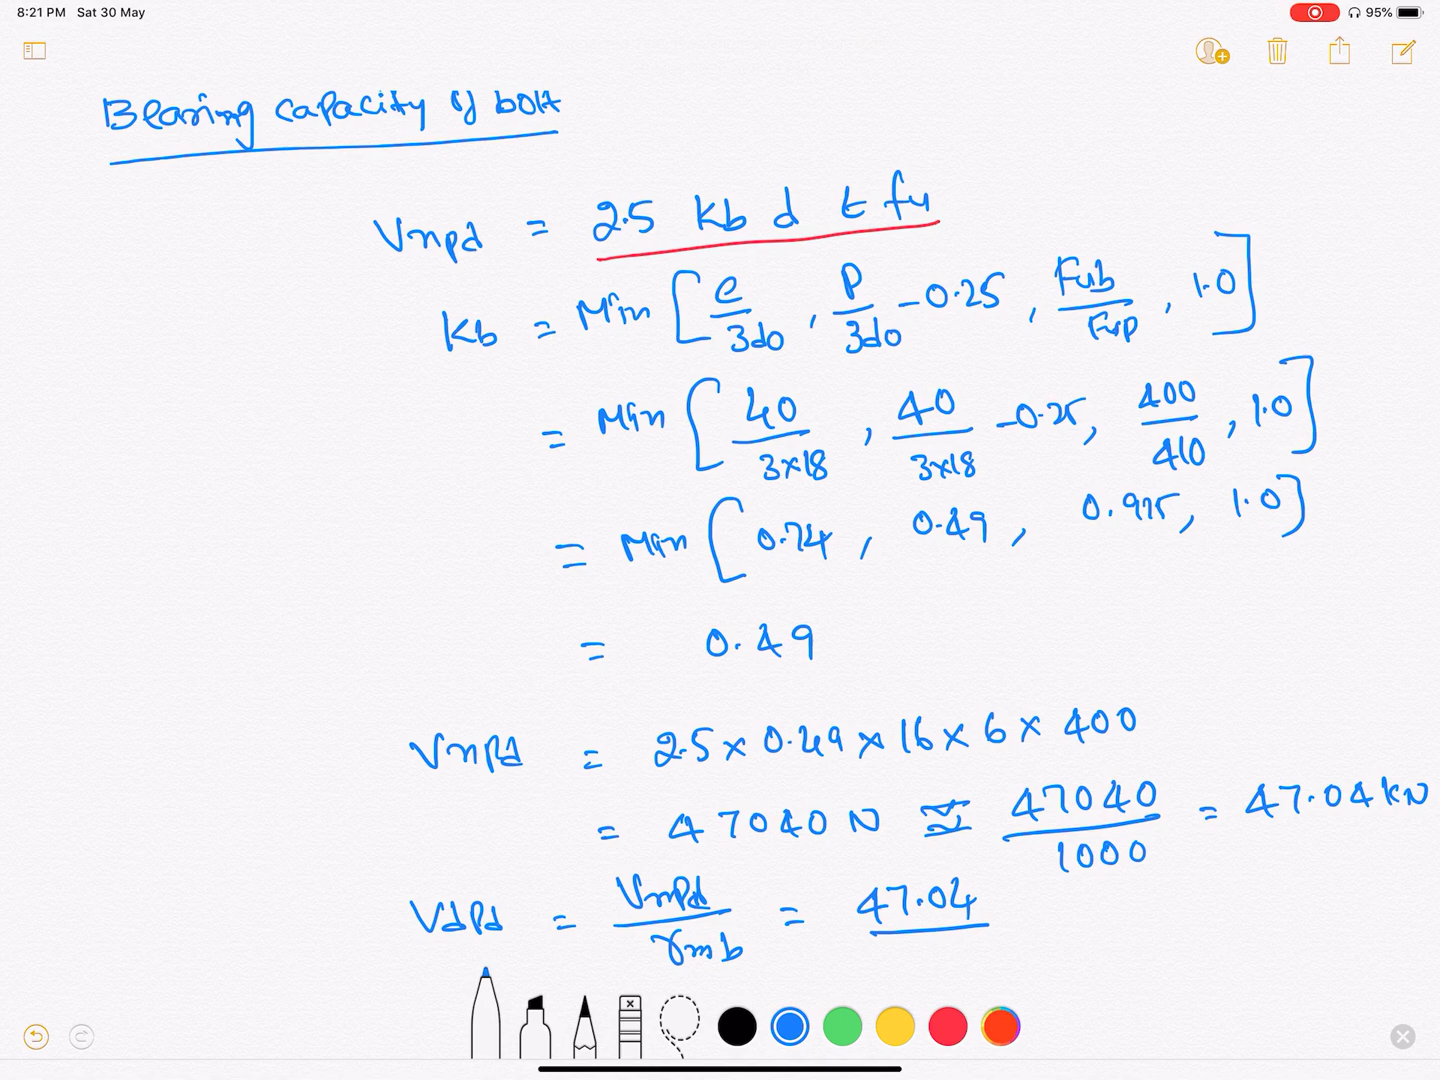 8:21 PM Sat 30 May 95%
Bearing capacity of bolt
Vnpd = 2.5 Kb d t fu
Kb = Min [ e/3do , P/3do - 0.25 , Fub/Fup , 1.0 ]
= Min [ 40/3x18 , 40/3x18 - 0.25 , 400/410 , 1.0 ]
= Min [ 0.74 , 0.49 , 0.975 , 1.0 ]
= 0.49
Vnpd = 2.5 x 0.49 x 16 x 6 x 400
= 47040 N ≅ 47040/1000 = 47.04 kN
Vdpd = Vnpd/γmb = 47.04